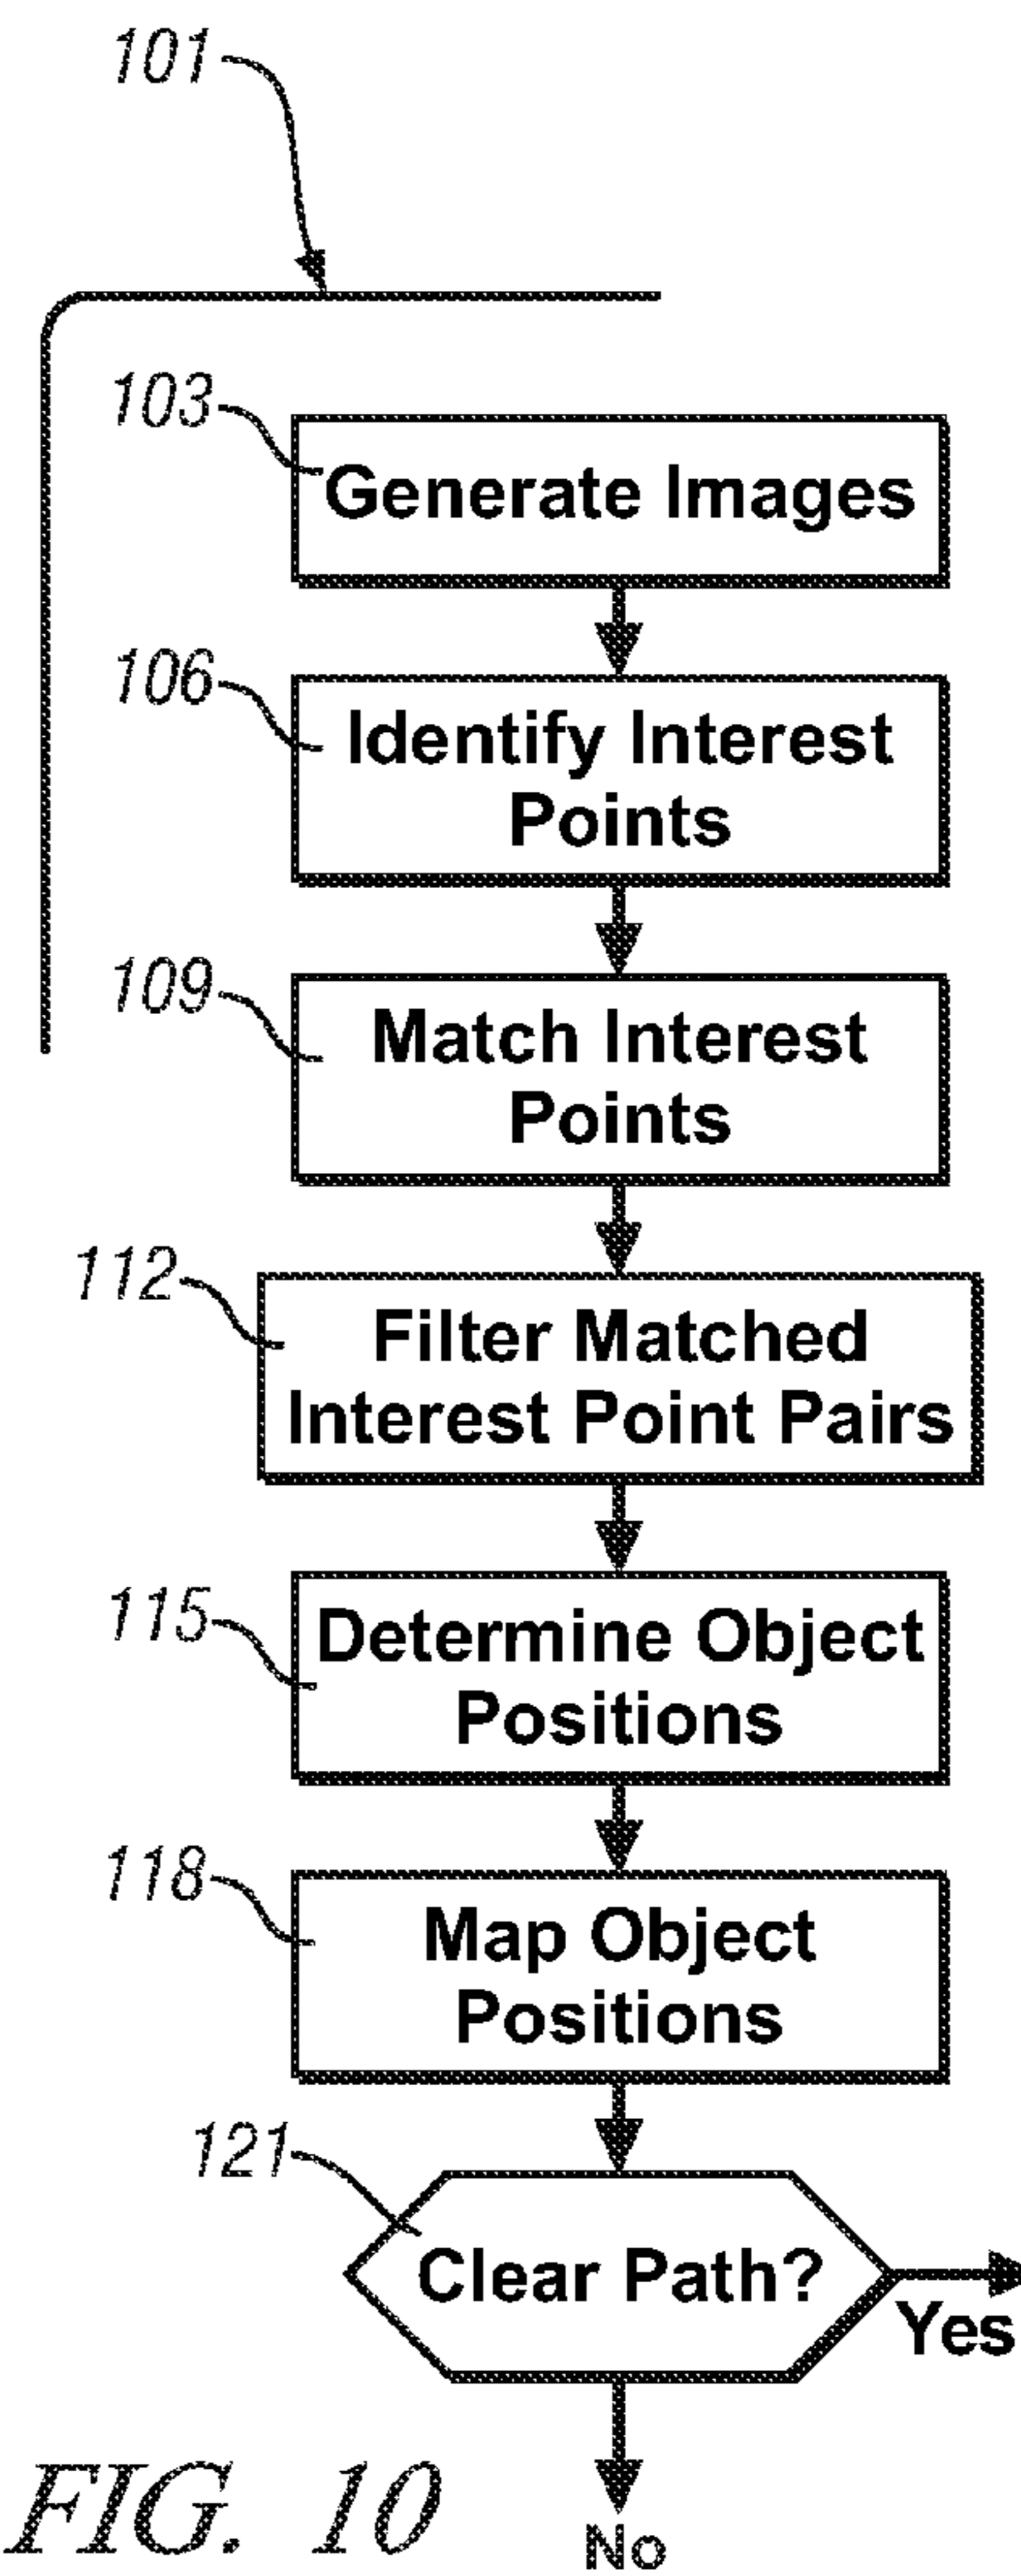 101
103
Generate Images
106
Identify Interest
Points
109
Match Interest
Points
112
Filter Matched
Interest Point Pairs
115
Determine Object
Positions
118
Map Object
Positions
121
Clear Path?
Yes
No
FIG. 10